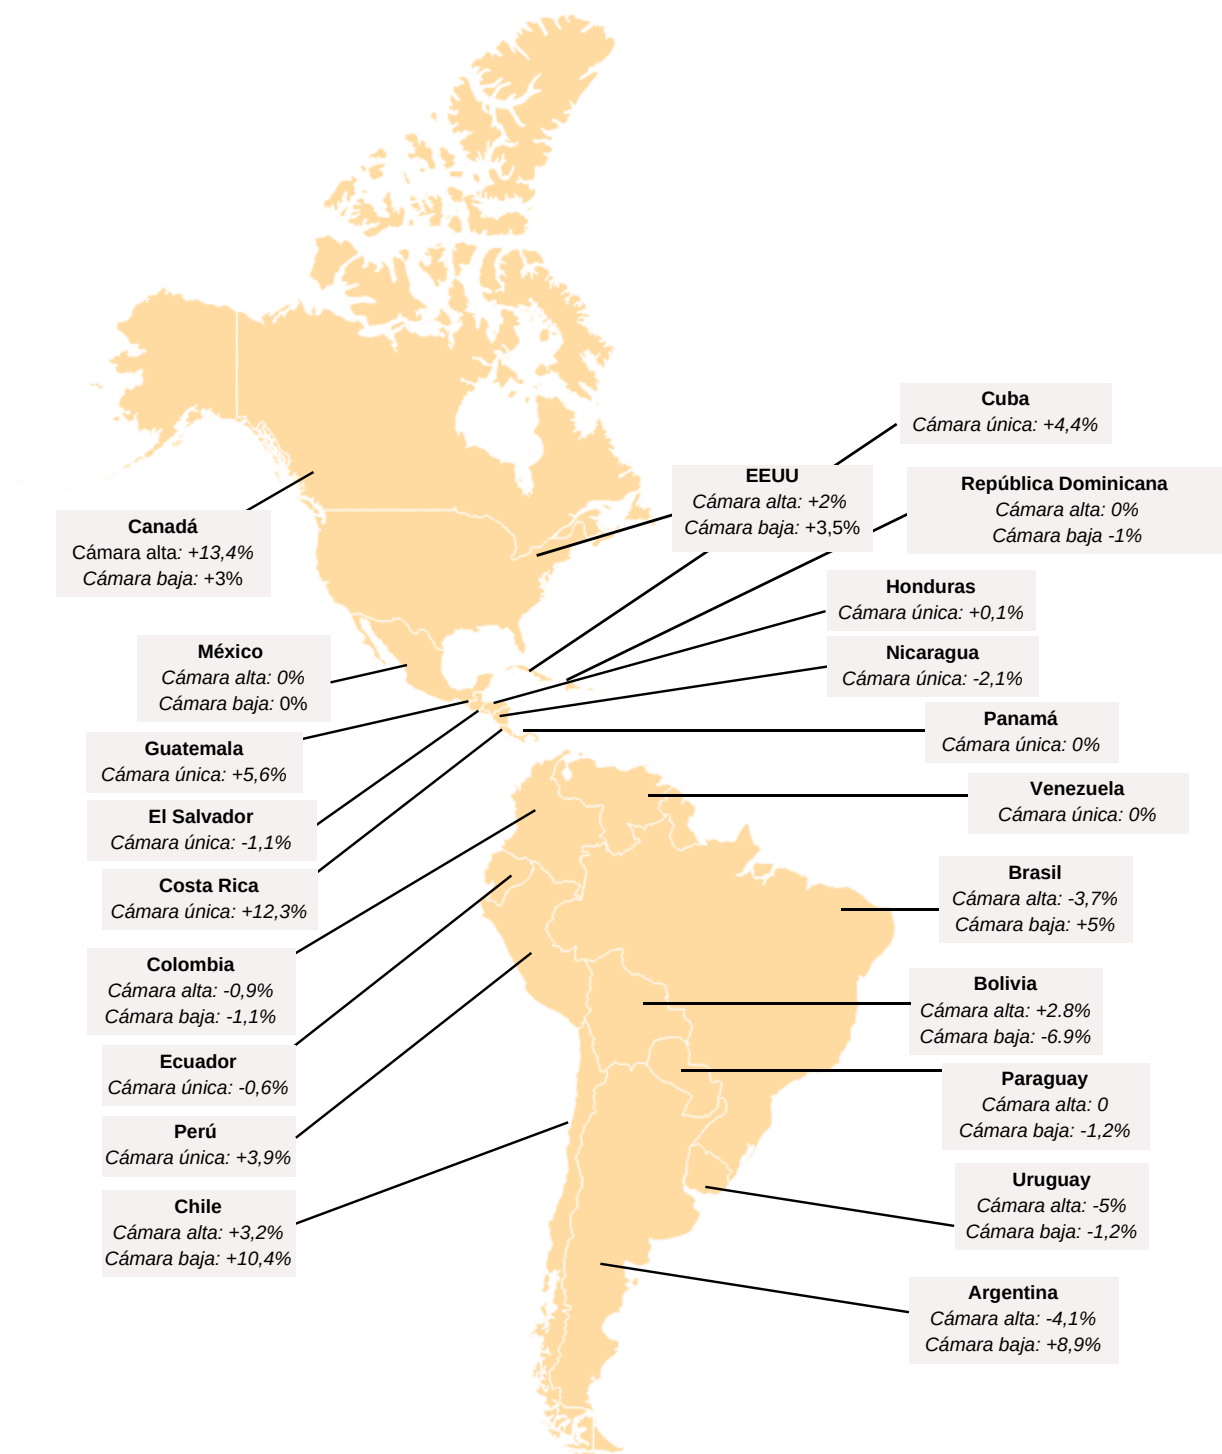 Cuba
Cámara única: +4,4%
EEUU
Cámara alta: +2%
Cámara baja: +3,5%
República Dominicana
Cámara alta: 0%
Cámara baja -1%
Canadá
Cámara alta: +13,4%
Cámara baja: +3%
Honduras
Cámara única: +0,1%
México
Cámara alta: 0%
Cámara baja: 0%
Nicaragua
Cámara única: -2,1%
Panamá
Cámara única: 0%
Guatemala
Cámara única: +5,6%
Venezuela
Cámara única: 0%
El Salvador
Cámara única: -1,1%
Costa Rica
Cámara única: +12,3%
Brasil
Cámara alta: -3,7%
Cámara baja: +5%
Colombia
Cámara alta: -0,9%
Cámara baja: -1,1%
Bolivia
Cámara alta: +2.8%
Cámara baja: -6.9%
Ecuador
Cámara única: -0,6%
Paraguay
Cámara alta: 0
Cámara baja: -1,2%
Perú
Cámara única: +3,9%
Uruguay
Cámara alta: -5%
Cámara baja: -1,2%
Chile
Cámara alta: +3,2%
Cámara baja: +10,4%
Argentina
Cámara alta: -4,1%
Cámara baja: +8,9%